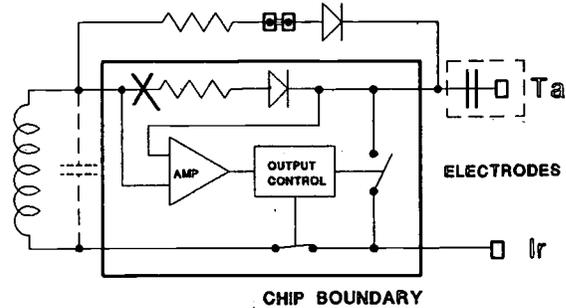 Ta
AMP
OUTPUT
CONTROL
ELECTRODES
Ir
CHIP BOUNDARY